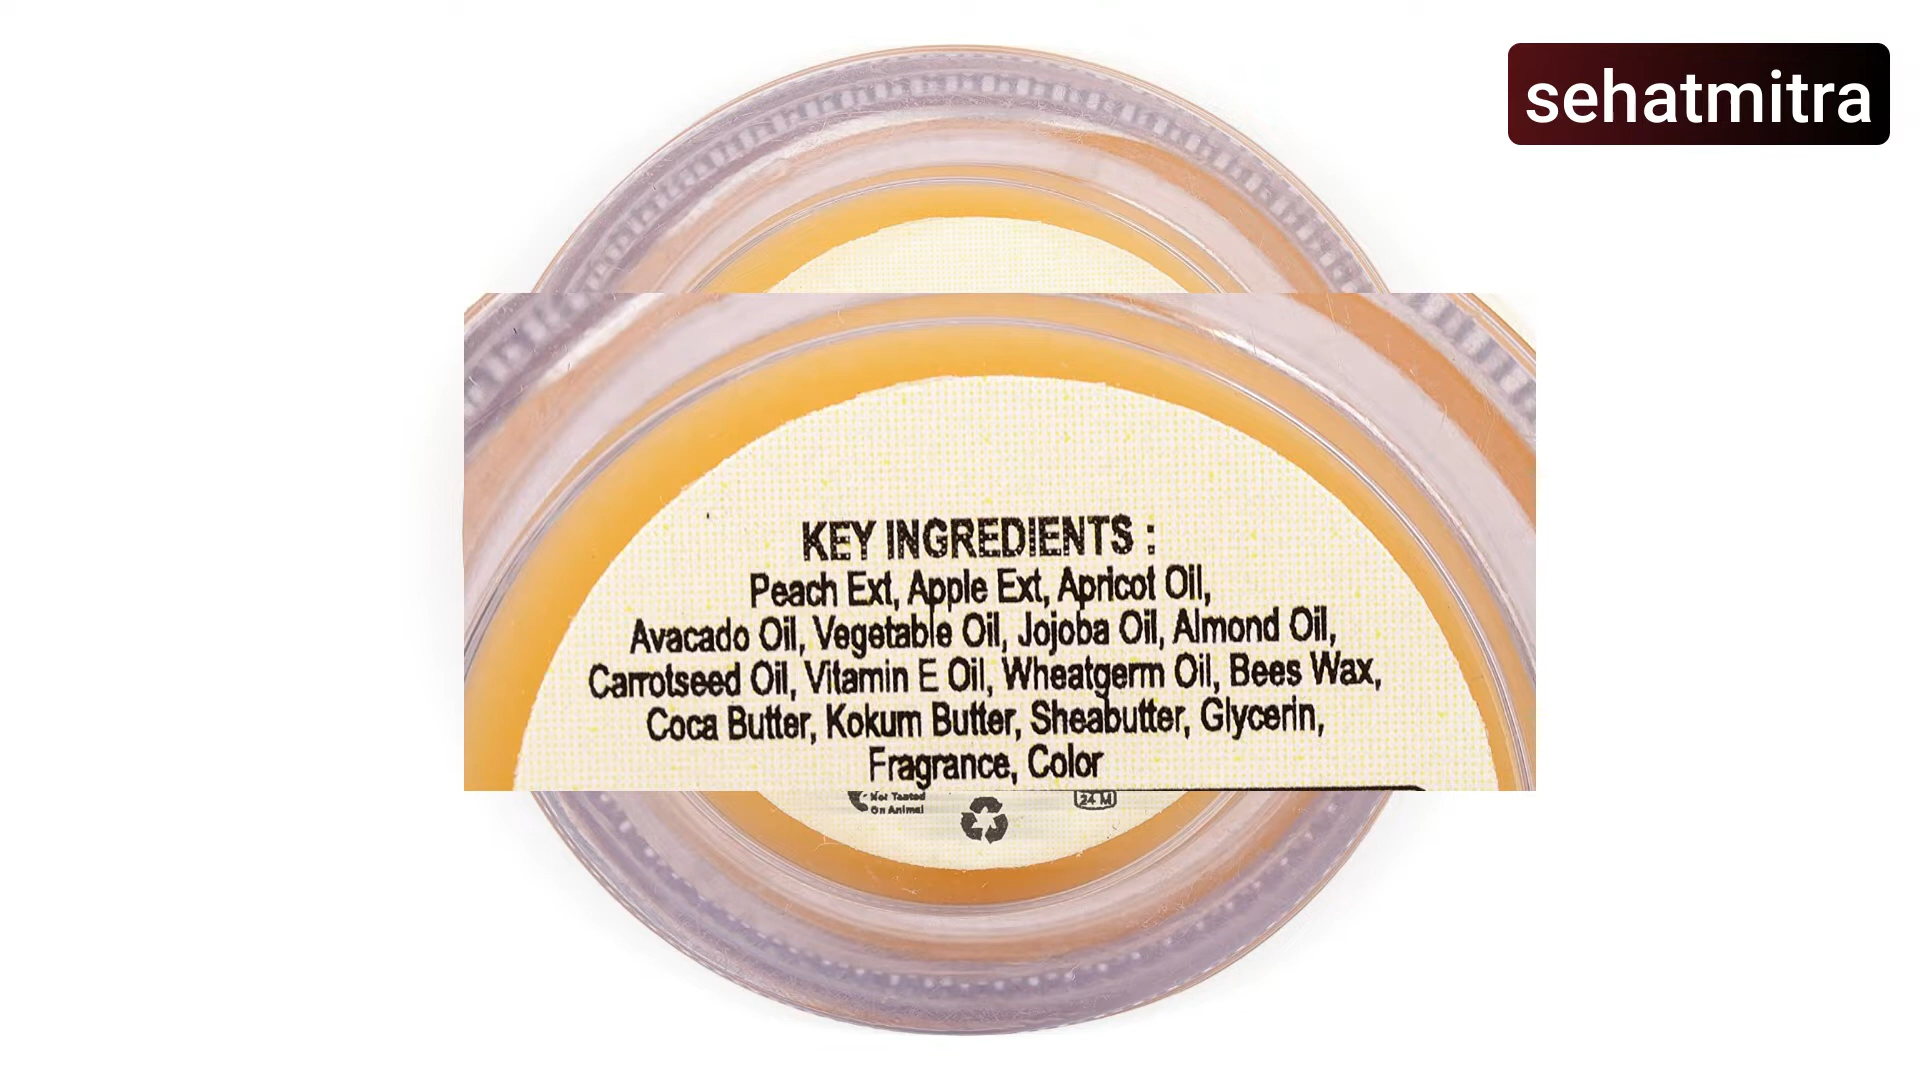 sehatmitra
KEY INGREDIENTS :
Peach Ext, Apple Ext, Apricot Oil,
Avacado Oil, Vegetable Oil, Jojoba Oil, Almond Oil,
Carrotseed Oil, Vitamin E Oil, Wheatgerm Oil, Bees Wax,
Coca Butter, Kokum Butter, Sheabutter, Glycerin,
Fragrance, Color
Not Tasted
On Animal
24 M